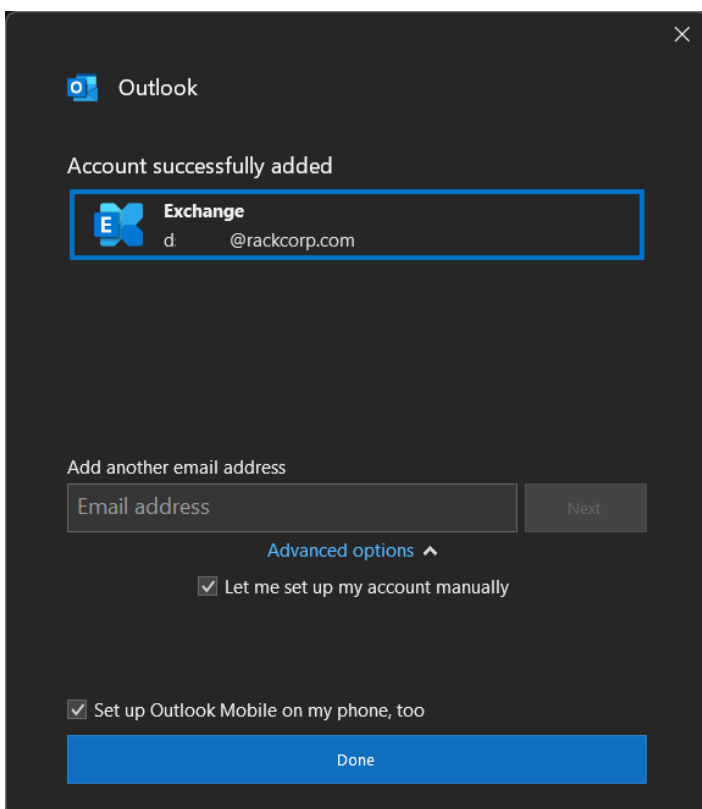 Outlook
Account successfully added
Exchange
d @rackcorp.com
Add another email address
Email address
Next
Advanced options
Let me set up my account manually
Set up Outlook Mobile on my phone, too
Done